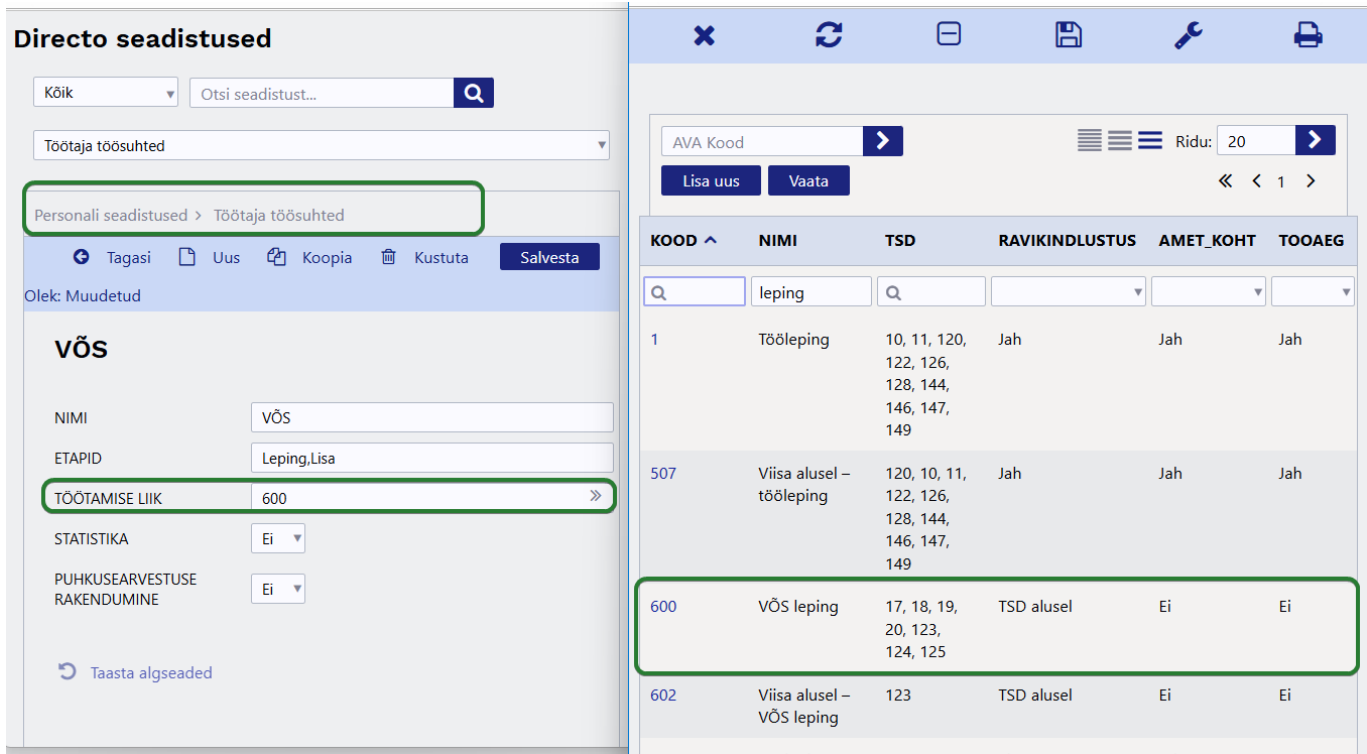 Directo seadistused
Kõik
Otsi seadistust...
Töötaja töösuhted
Personali seadistused > Töötaja töösuhted
Tagasi Uus Koopia Kustuta Salvesta
Olek: Muudetud
VÕS
NIMI VÕS
ETAPID Leping,Lisa
TÖÖTAMISE LIIK 600
STATISTIKA Ei
PUHKUSEARVESTUSE
RAKENDUMINE Ei
Taasta algseaded
AVA Kood
Ridu: 20
Lisa uus Vaata
1
KOOD NIMI TSD RAVIKINDLUSTUS AMET_KOHT TOOAEG
leping
1 Tööleping 10, 11, 120, Jah Jah Jah
122, 126,
128, 144,
146, 147,
149
507 Viisa alusel – 120, 10, 11, Jah Jah Jah
tööleping 122, 126,
128, 144,
146, 147,
149
600 VÕS leping 17, 18, 19, TSD alusel Ei Ei
20, 123,
124, 125
602 Viisa alusel – 123 TSD alusel Ei Ei
VÕS leping